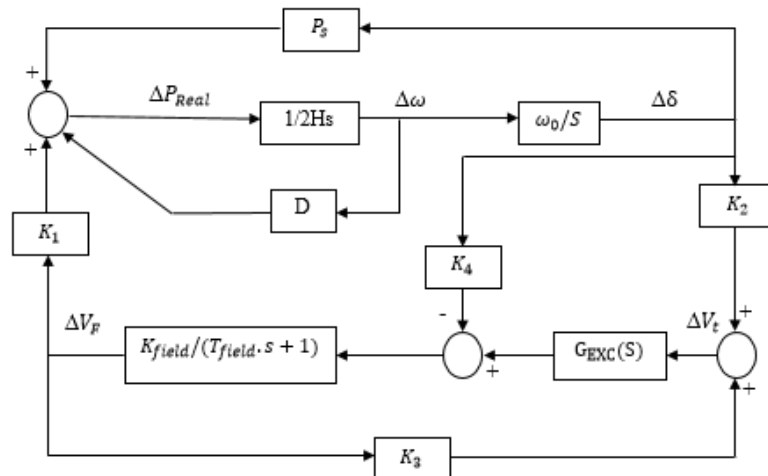 P_s
+
ΔP_Real
1/2Hs
Δω
ω_0/S
Δδ
+
D
K_1
K_4
K_2
ΔV_F
K_field/(T_field.s + 1)
-
+
G_EXC(S)
ΔV_t
+
+
K_3